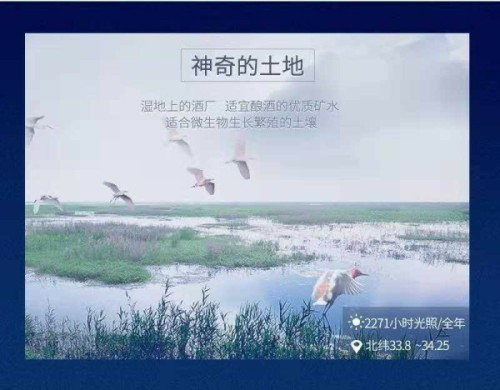 神奇的土地
湿地上的酒厂 适宜酿酒的优质矿水
适合微生物生长繁殖的土壤
2271小时光照/全年
北纬33.8 ~34.25